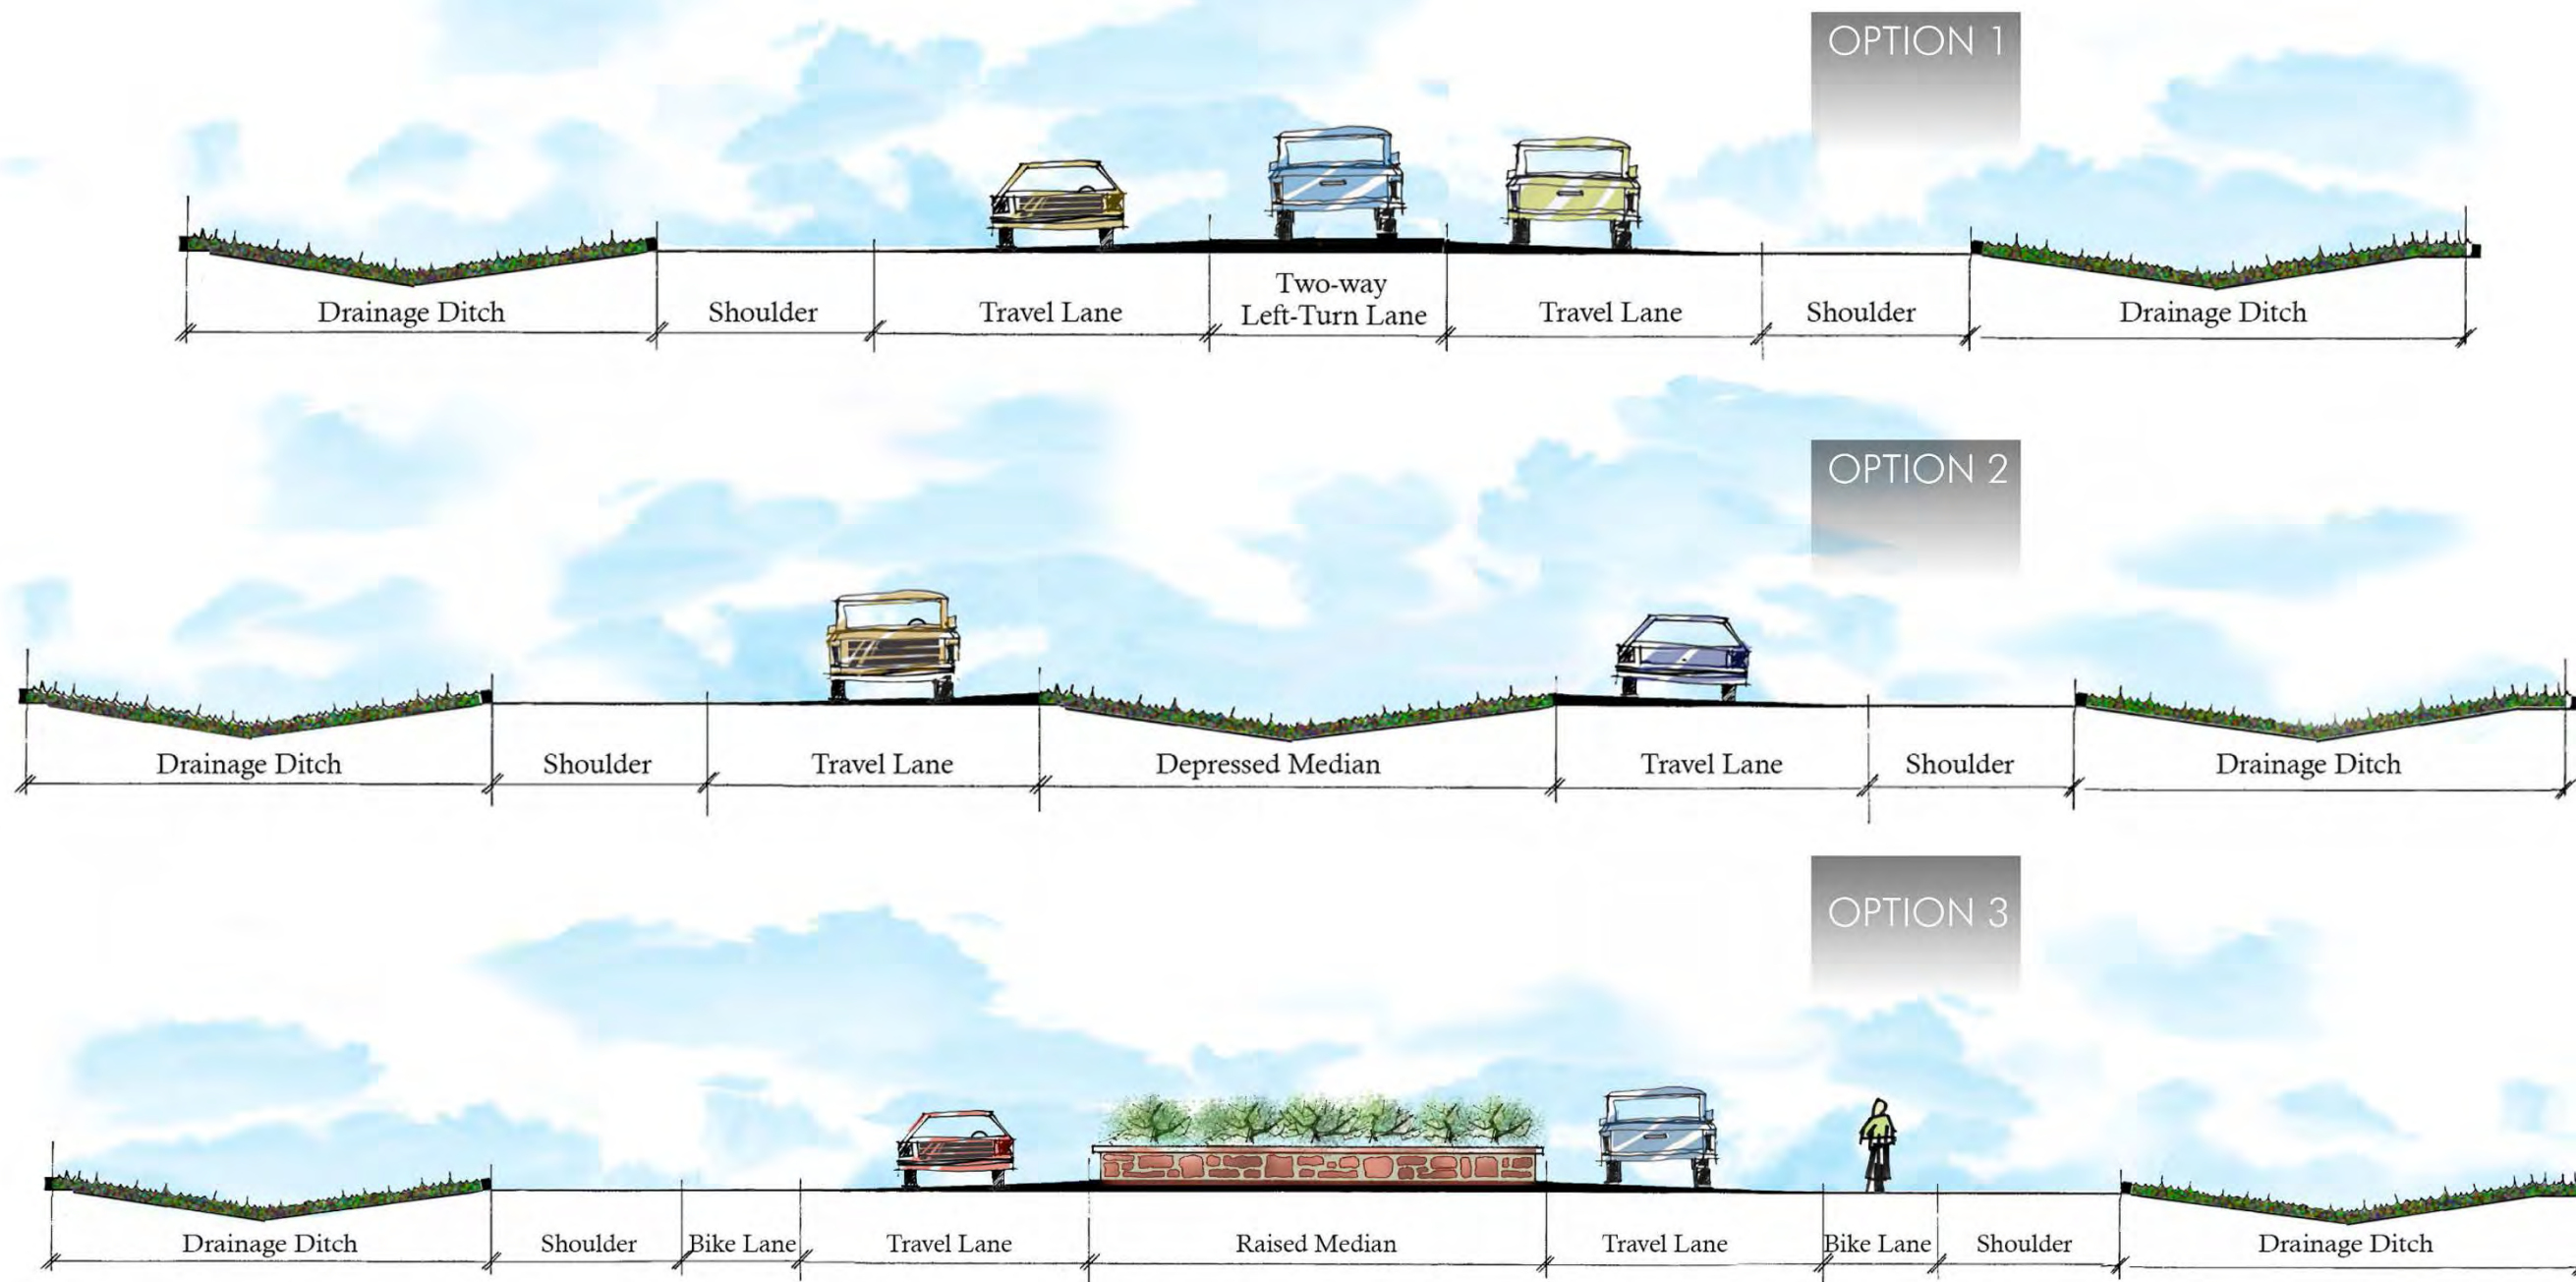 OPTION 1
Drainage Ditch
Shoulder
Travel Lane
Two-way
Left-Turn Lane
Travel Lane
Shoulder
Drainage Ditch
OPTION 2
Drainage Ditch
Shoulder
Travel Lane
Depressed Median
Travel Lane
Shoulder
Drainage Ditch
OPTION 3
Drainage Ditch
Shoulder
Bike Lane
Travel Lane
Raised Median
Travel Lane
Bike Lane
Shoulder
Drainage Ditch